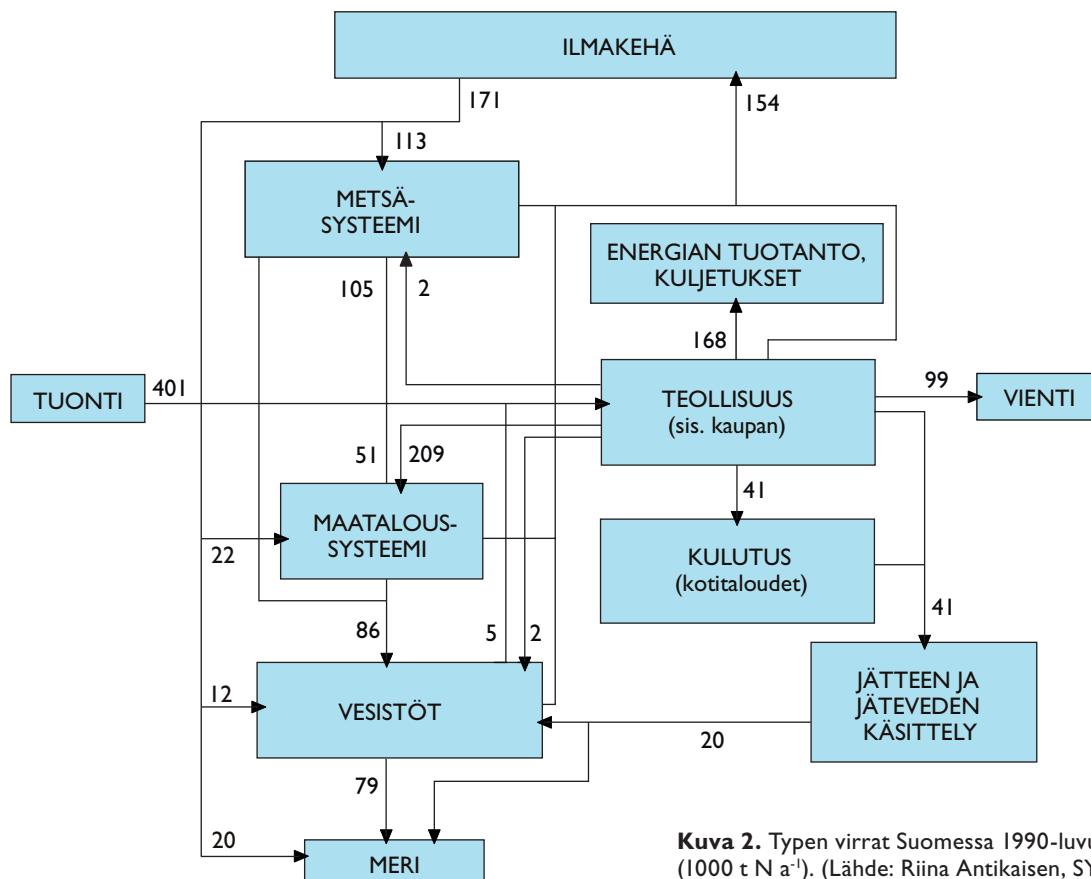 ILMAKEHÄ
171
154
113
METSÄ-
SYSTEEMI
ENERGIAN TUOTANTO,
KULJETUKSET
105
2
168
TUONTI
401
TEOLLISUUS
(sis. kaupan)
99
VIENTI
51
209
41
MAATALOUS-
SYSTEEMI
22
KULUTUS
(kotitaloudet)
41
86
5
2
12
VESISTÖT
JÄTTEEN JA
JÄTEVEDEN
KÄSITTELY
20
79
20
MERI
Kuva 2. Typen virrat Suomessa 1990-luvu
(1000 t N a-1). (Lähde: Riina Antikaisen, SY